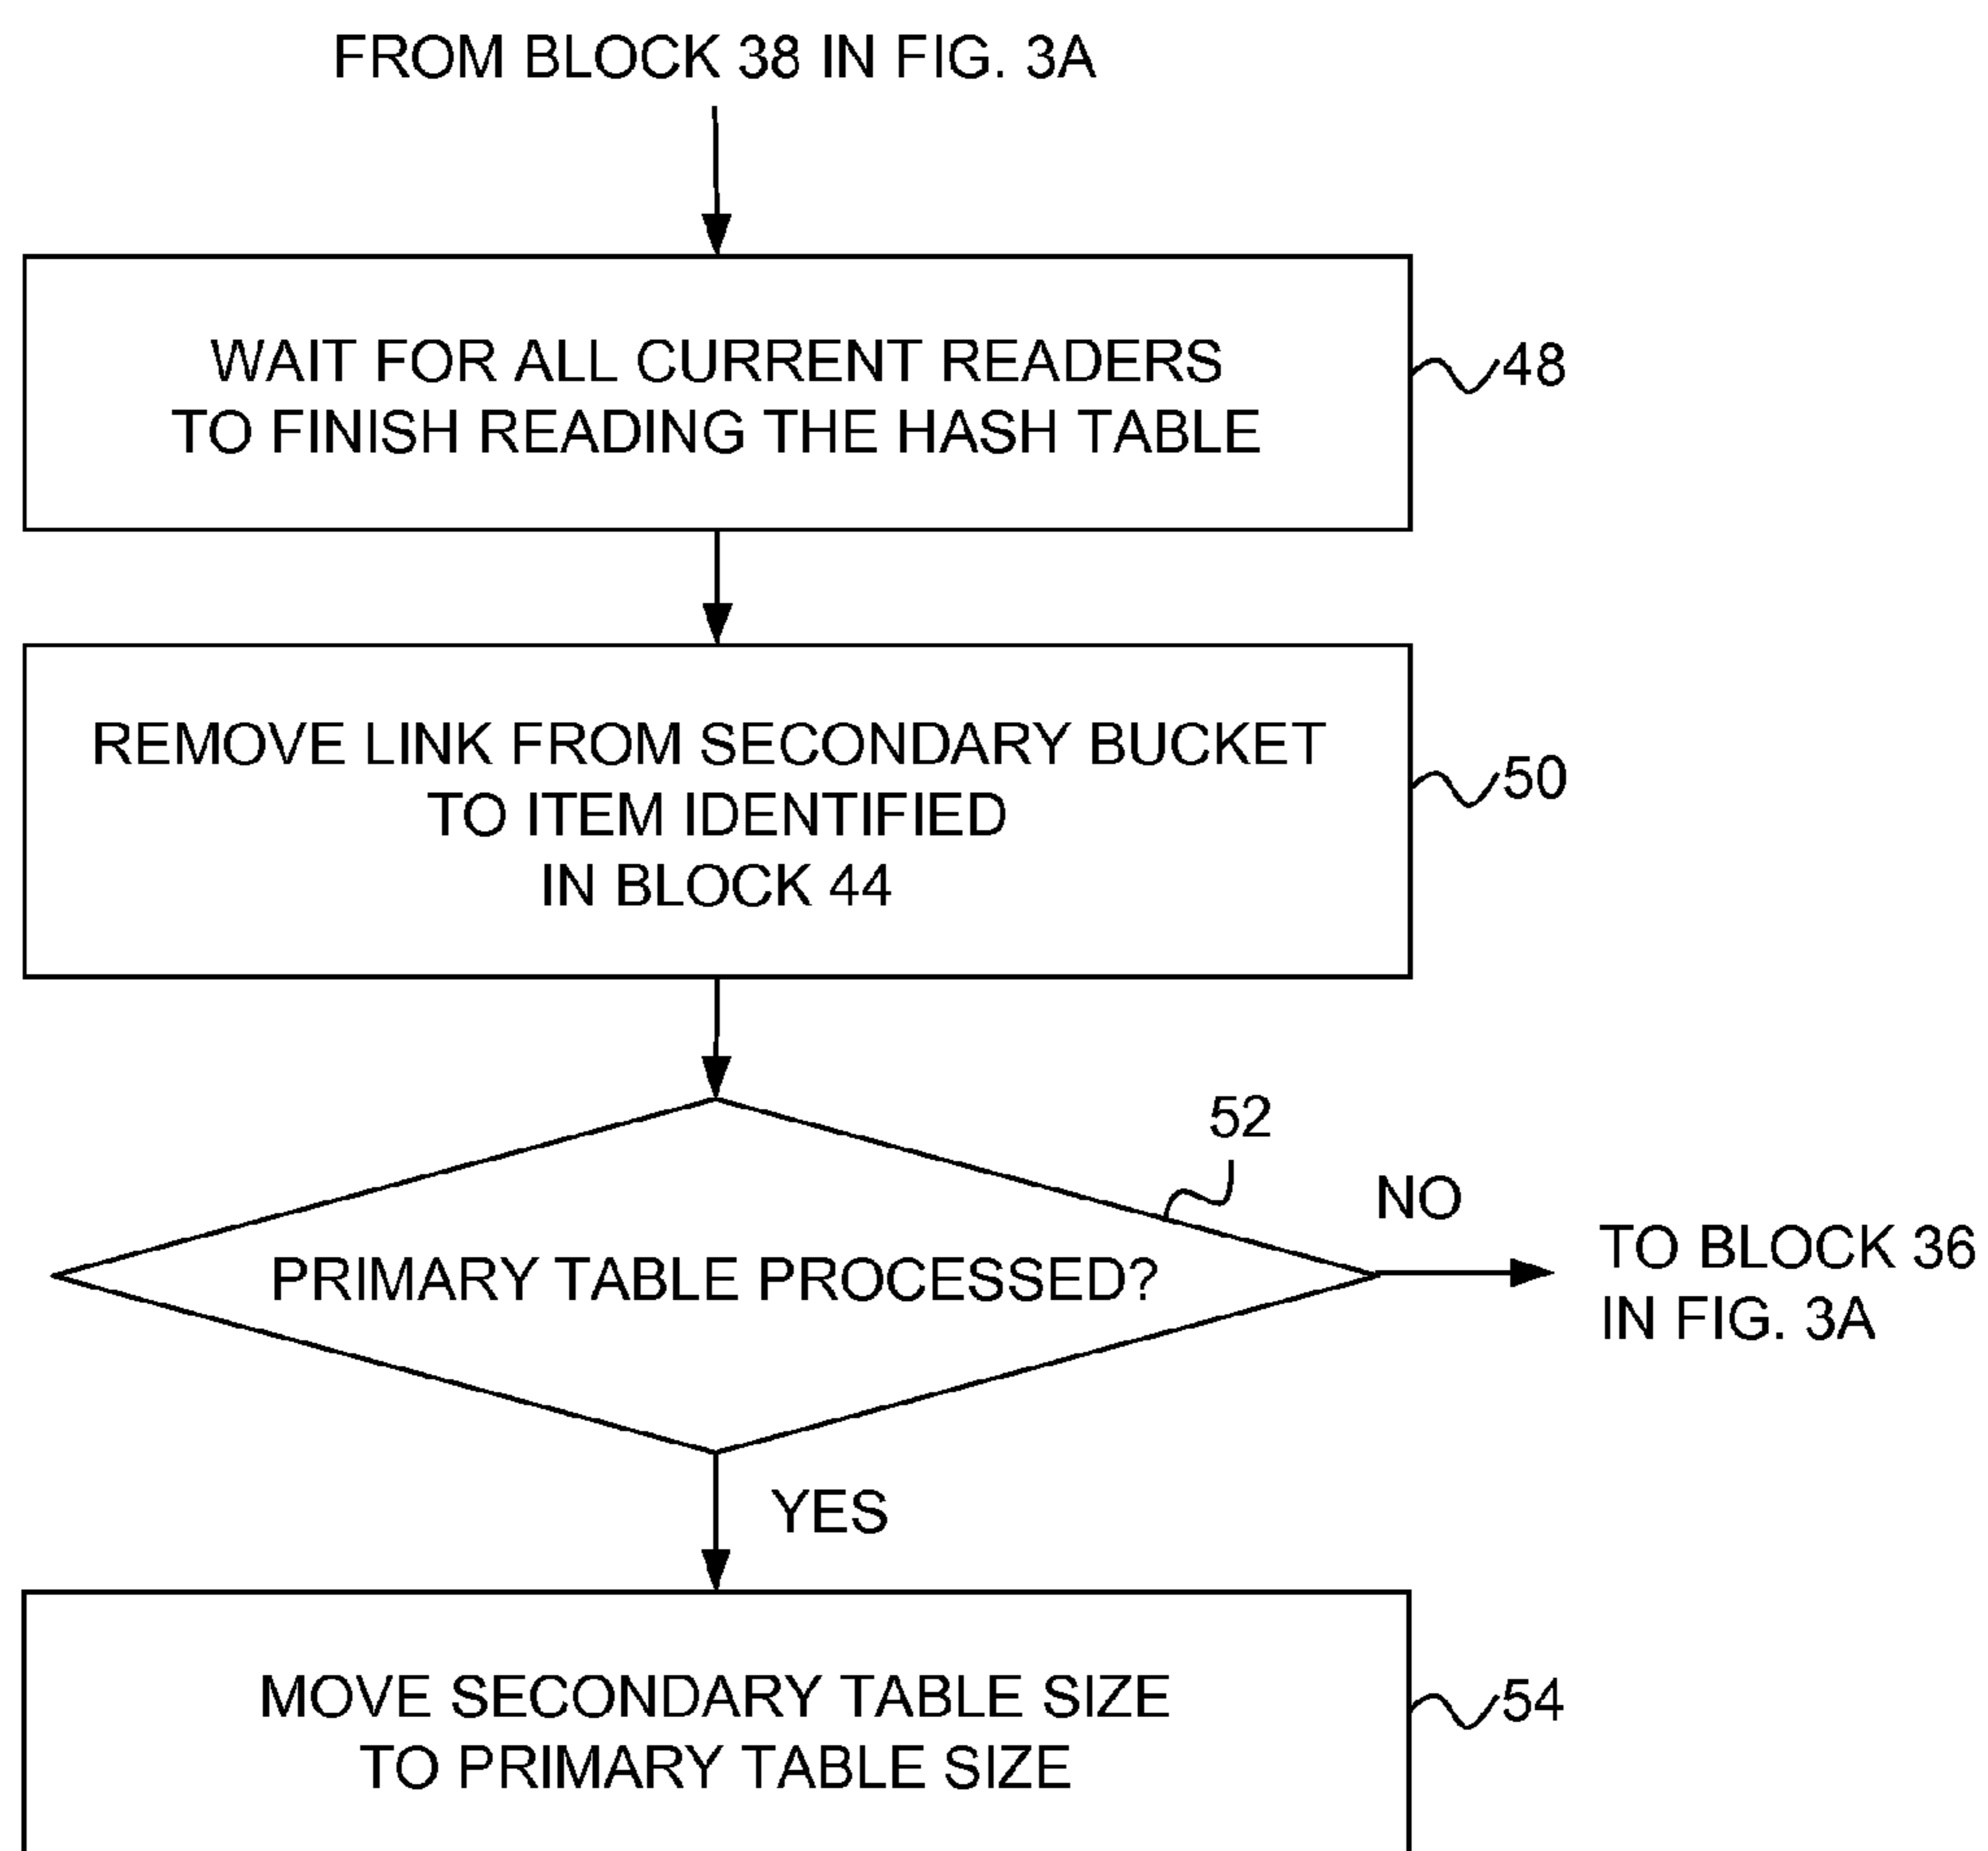 FROM BLOCK 38 IN FIG. 3A
WAIT FOR ALL CURRENT READERS
TO FINISH READING THE HASH TABLE
48
REMOVE LINK FROM SECONDARY BUCKET
TO ITEM IDENTIFIED
IN BLOCK 44
50
52
PRIMARY TABLE PROCESSED?
NO
TO BLOCK 36
IN FIG. 3A
YES
MOVE SECONDARY TABLE SIZE
TO PRIMARY TABLE SIZE
54